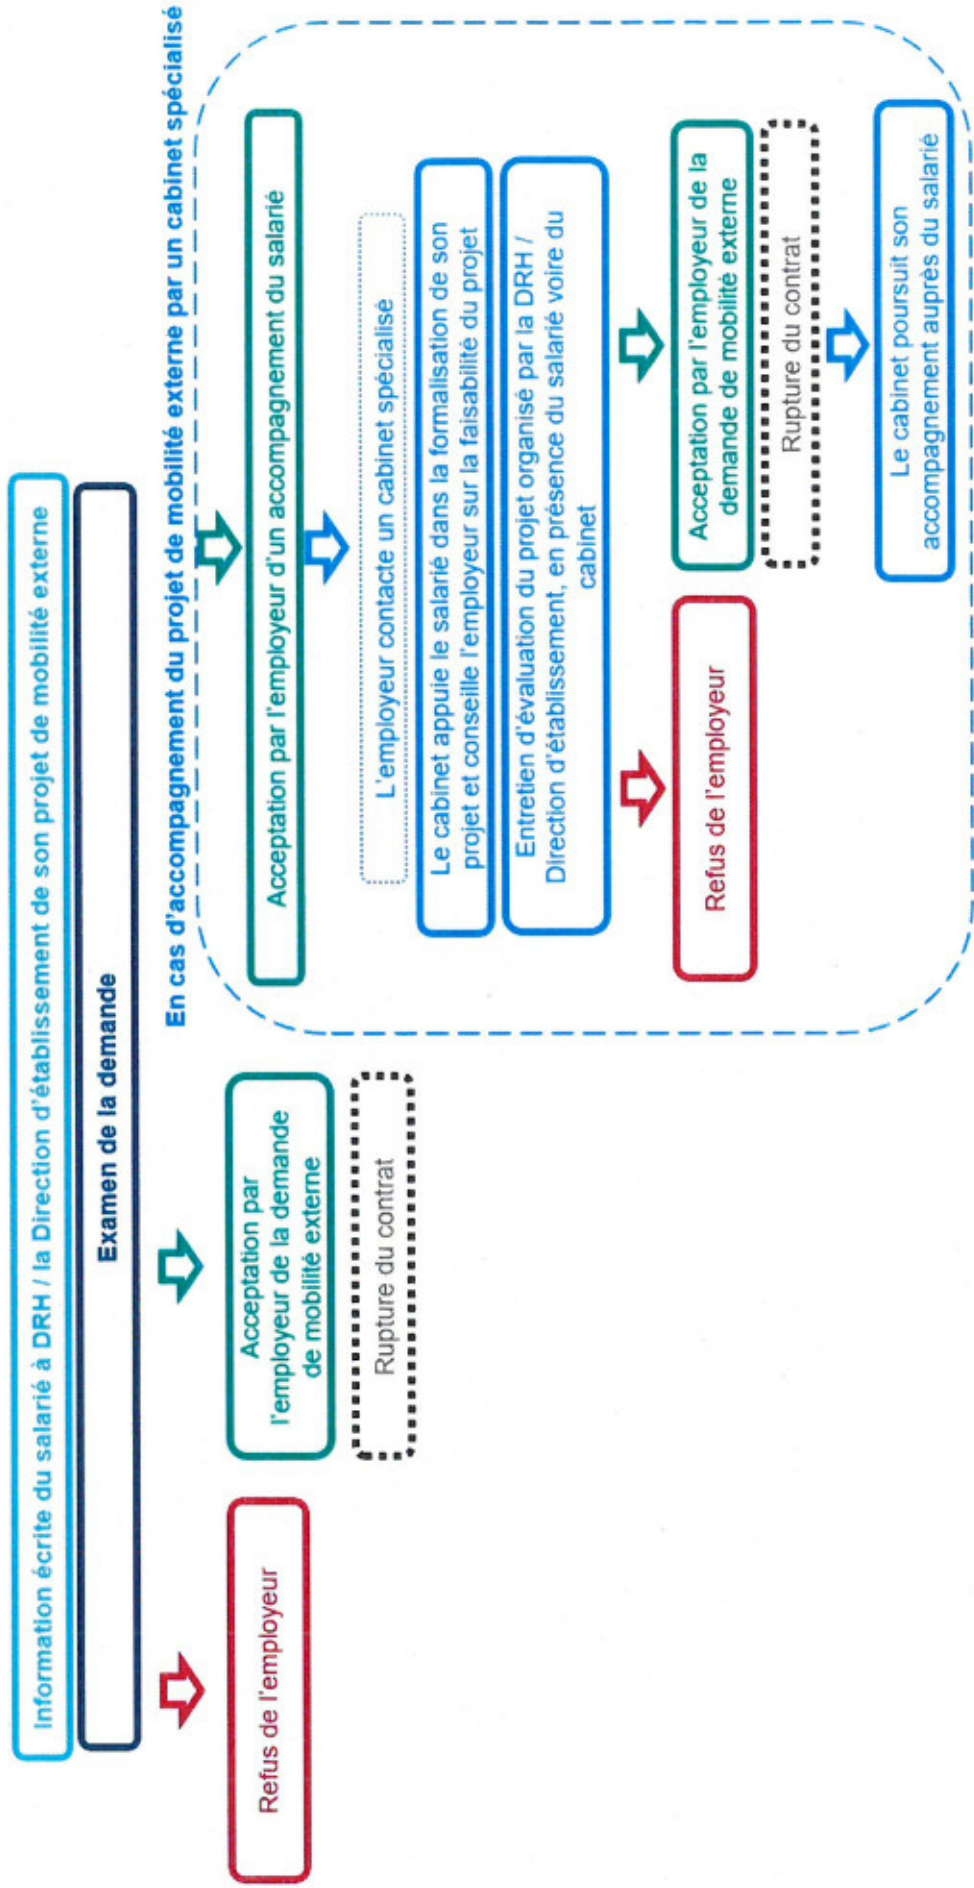 Information écrite du salarié à DRH / la Direction d'établissement de son projet de mobilité externe
Examen de la demande
Refus de l'employeur
Acceptation par
l'employeur de la demande
de mobilité externe
Rupture du contrat
En cas d'accompagnement du projet de mobilité externe par un cabinet spécialisé
Acceptation par l'employeur d'un accompagnement du salarié
L'employeur contacte un cabinet spécialisé
Le cabinet appuie le salarié dans la formalisation de son
projet et conseille l'employeur sur la faisabilité du projet
Entretien d'évaluation du projet organisé par la DRH /
Direction d'établissement, en présence du salarié voire du
cabinet
Refus de l'employeur
Acceptation par l'employeur de la
demande de mobilité externe
Rupture du contrat
Le cabinet poursuit son
accompagnement auprès du salarié